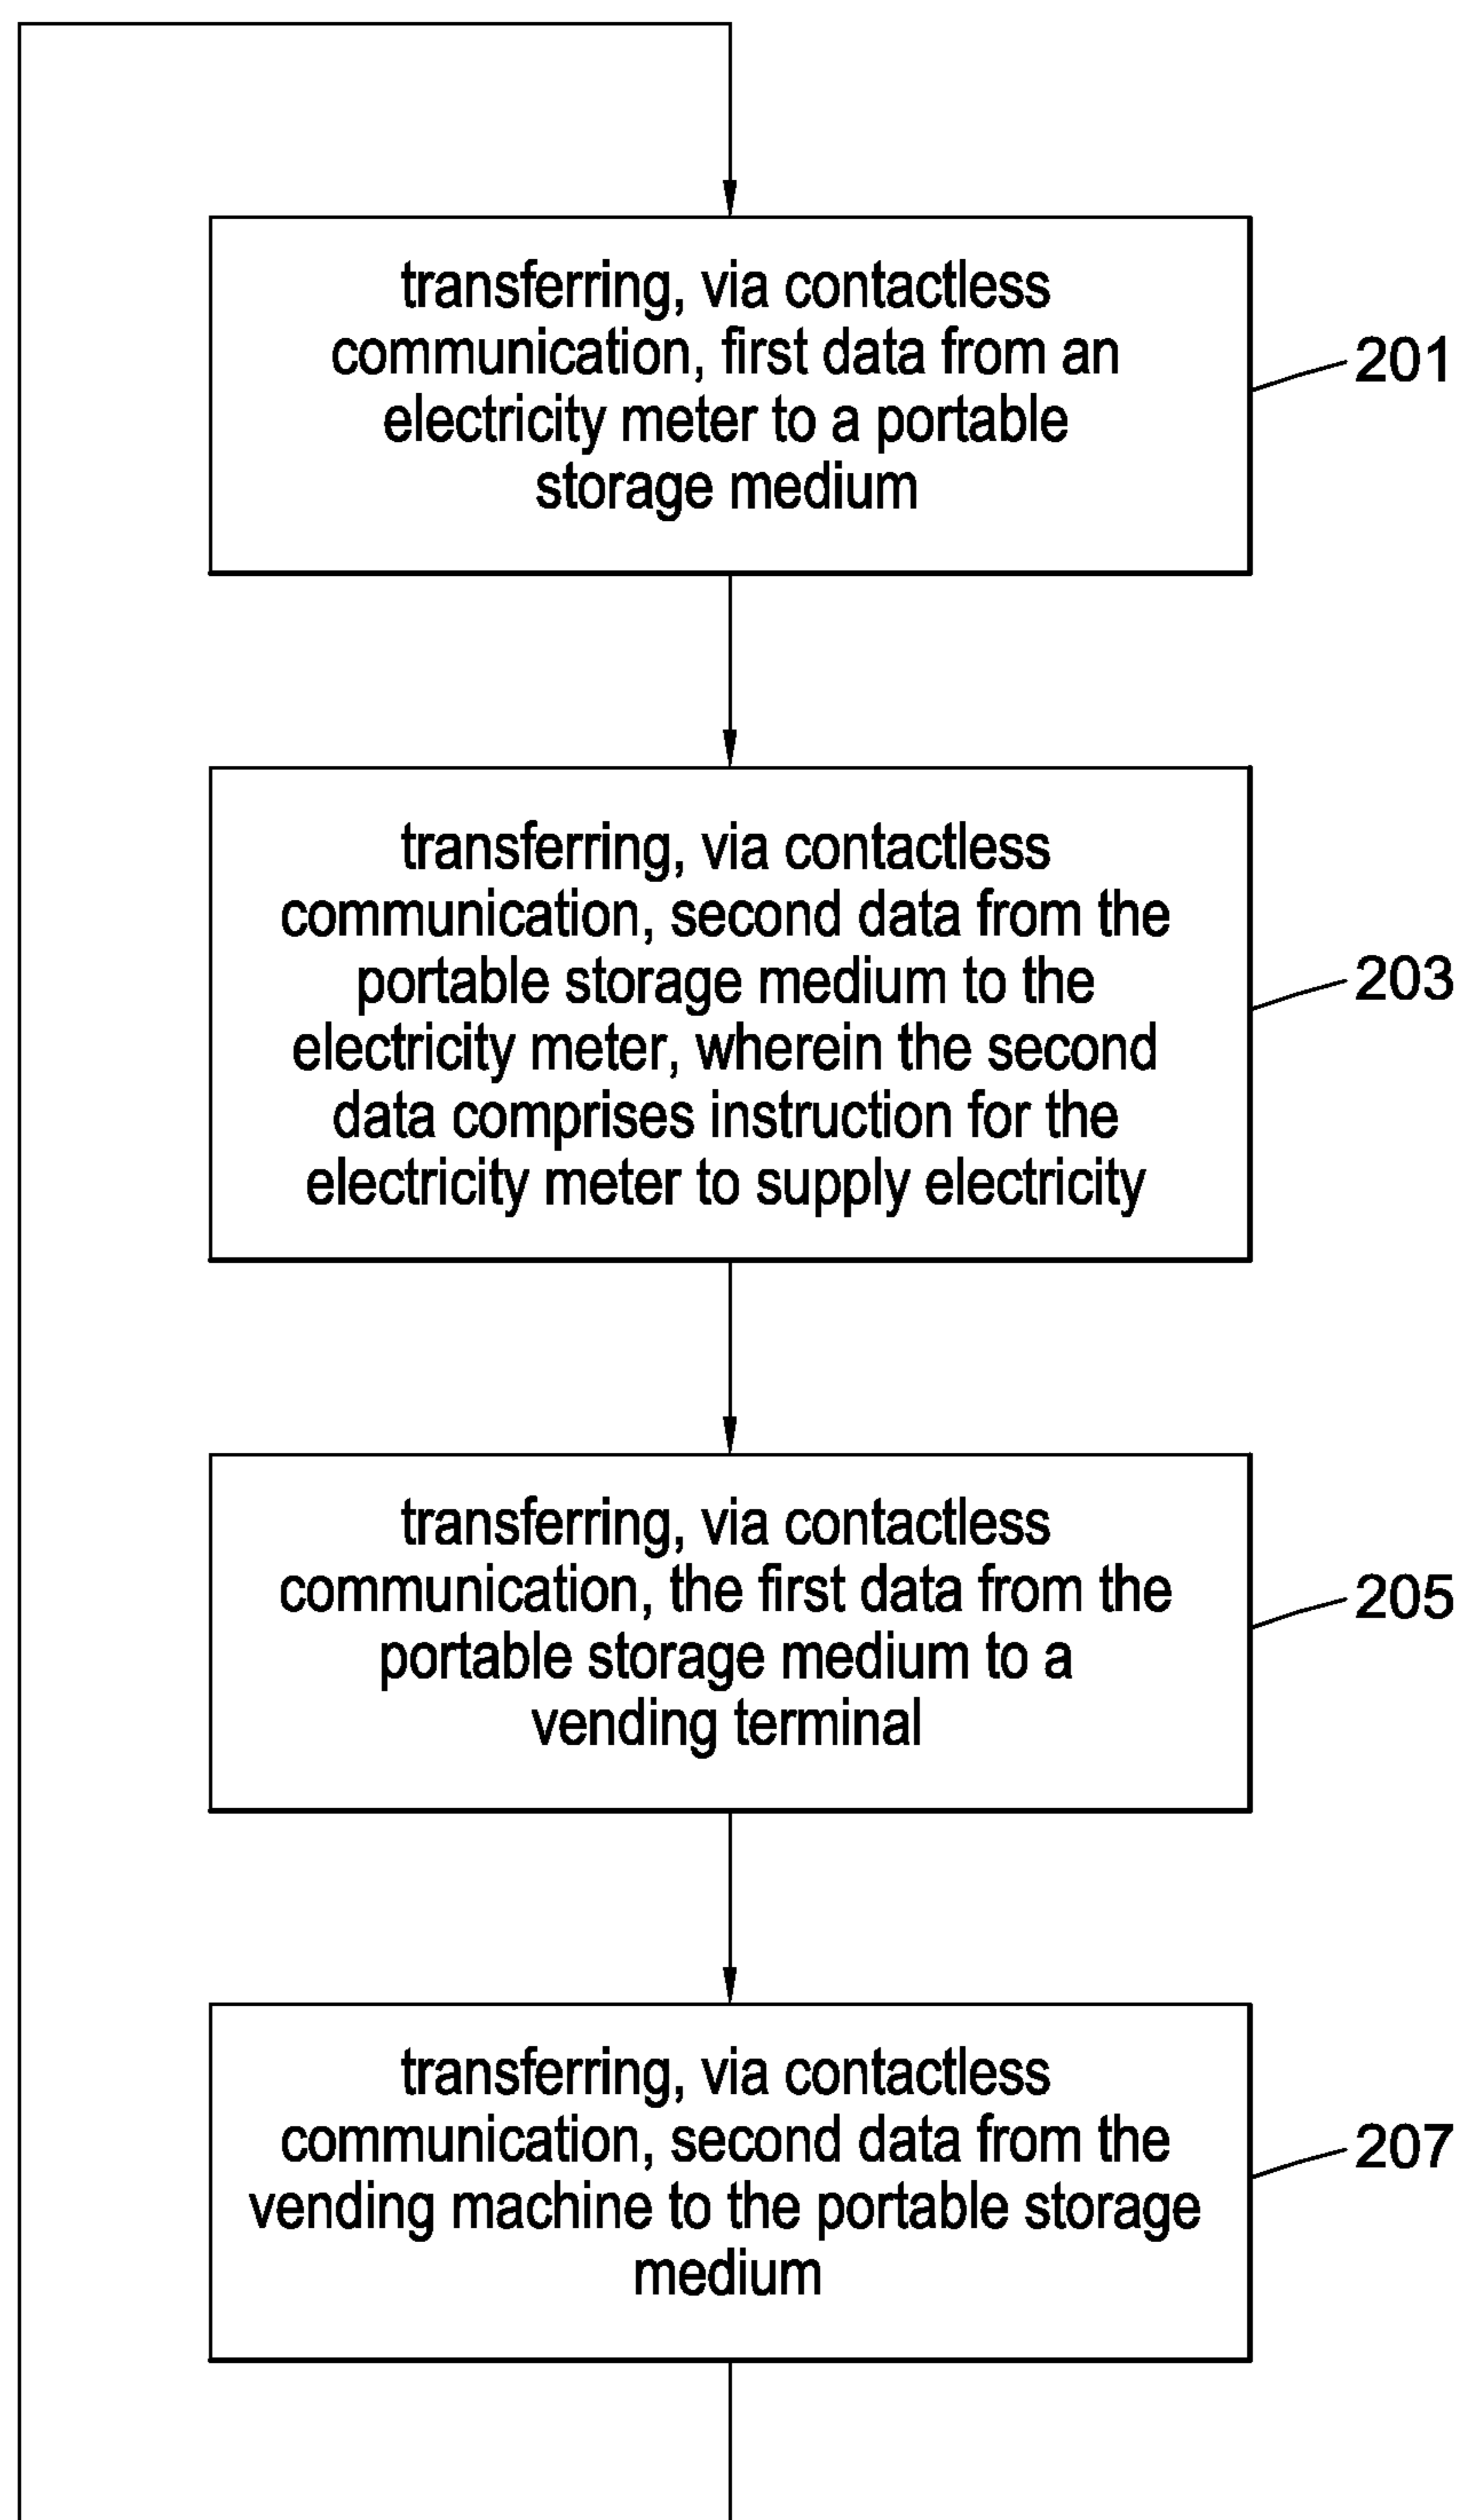 transferring, via contactless
communication, first data from an
electricity meter to a portable
storage medium
201
transferring, via contactless
communication, second data from the
portable storage medium to the
electricity meter, wherein the second
data comprises instruction for the
electricity meter to supply electricity
203
transferring, via contactless
communication, the first data from the
portable storage medium to a
vending terminal
205
transferring, via contactless
communication, second data from the
vending machine to the portable storage
medium
207